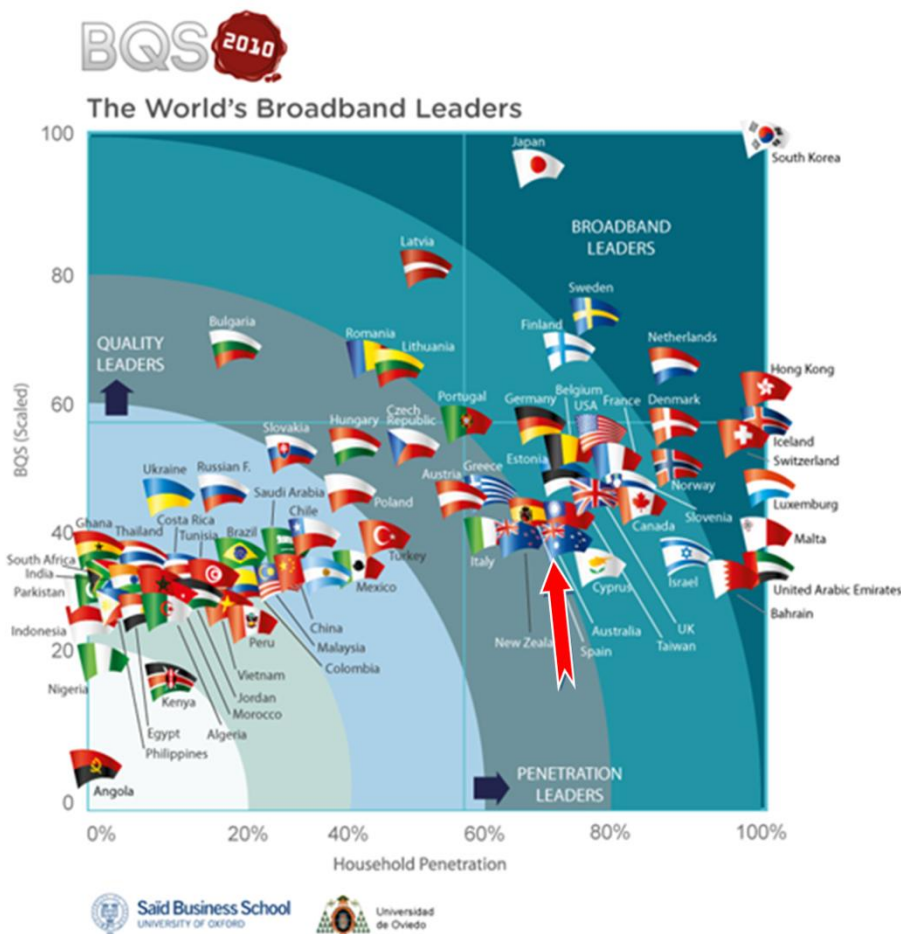 BQS 2010
The World's Broadband Leaders
100
80
60
40
20
0
BQS (Scaled)
0%
20%
40%
60%
80%
100%
Household Penetration
QUALITY
LEADERS
BROADBAND
LEADERS
PENETRATION
LEADERS
South Korea
Japan
Latvia
Sweden
Bulgaria
Romania
Lithuania
Finland
Netherlands
Hong Kong
Portugal
Germany
Belgium
USA
France
Denmark
Iceland
Switzerland
Slovakia
Hungary
Czech
Republic
Estonia
Norway
Ukraine
Russian F.
Saudi Arabia
Chile
Poland
Austria
Greece
Luxemburg
Slovenia
Canada
Ghana
Thailand
Costa Rica
Tunisia
Brazil
Turkey
Italy
Malta
South Africa
India
Parkistan
Mexico
Israel
Cyprus
United Arabic Emirates
Bahrain
Indonesia
China
Malaysia
Colombia
Peru
New Zeala
Australia
Spain
UK
Taiwan
Nigeria
Kenya
Vietnam
Jordan
Morocco
Algeria
Egypt
Philippines
Angola
Saïd Business School
UNIVERSITY OF OXFORD
Universidad
de Oviedo